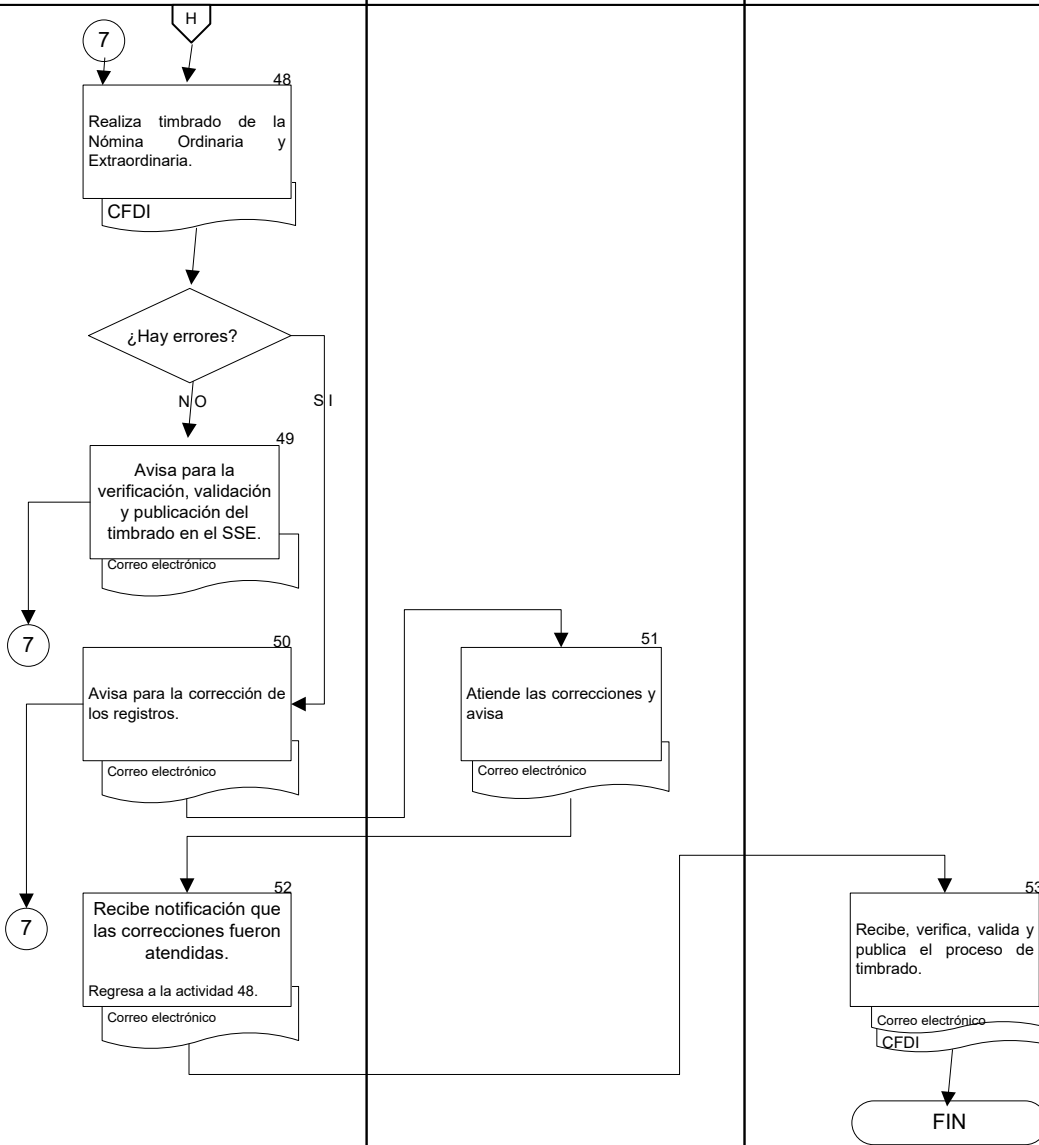 H
7
48
Realiza timbrado de la
Nómina Ordinaria y
Extraordinaria.
CFDI
¿Hay errores?
NO
SI
49
Avisa para la
verificación, validación
y publicación del
timbrado en el SSE.
Correo electrónico
7
50
Avisa para la corrección de
los registros.
Correo electrónico
51
Atiende las correcciones y
avisa
Correo electrónico
7
52
Recibe notificación que
las correcciones fueron
atendidas.
Regresa a la actividad 48.
Correo electrónico
53
Recibe, verifica, valida y
publica el proceso de
timbrado.
Correo electrónico
CFDI
FIN